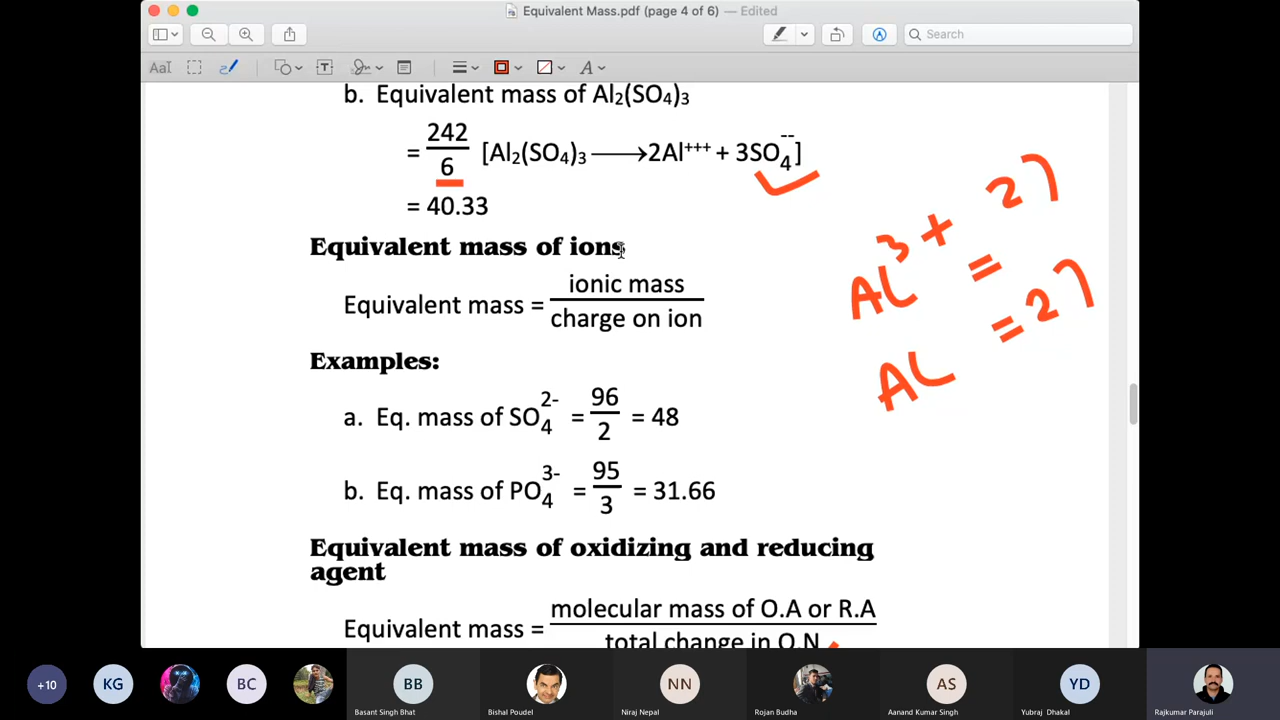 Equivalent Mass.pdf (page 4 of 6) — Edited
Search
AaI
A
b. Equivalent mass of Al₂(SO₄)₃
= 242/6 [Al₂(SO₄)₃ ⟶ 2Al⁺⁺⁺ + 3SO₄⁻⁻]
= 40.33
Al³⁺ = 27
Al = 27
Equivalent mass of ions
Equivalent mass = ionic mass / charge on ion
Examples:
a. Eq. mass of SO₄²⁻ = 96/2 = 48
b. Eq. mass of PO₄³⁻ = 95/3 = 31.66
Equivalent mass of oxidizing and reducing
agent
Equivalent mass = molecular mass of O.A or R.A / total change in O.N
+10 KG BC BB NN AS YD
Basant Singh Bhat Bishal Poudel Niraj Nepal Rojan Budha Aanand Kumar Singh Yubraj Dhakal Rajkumar Parajuli